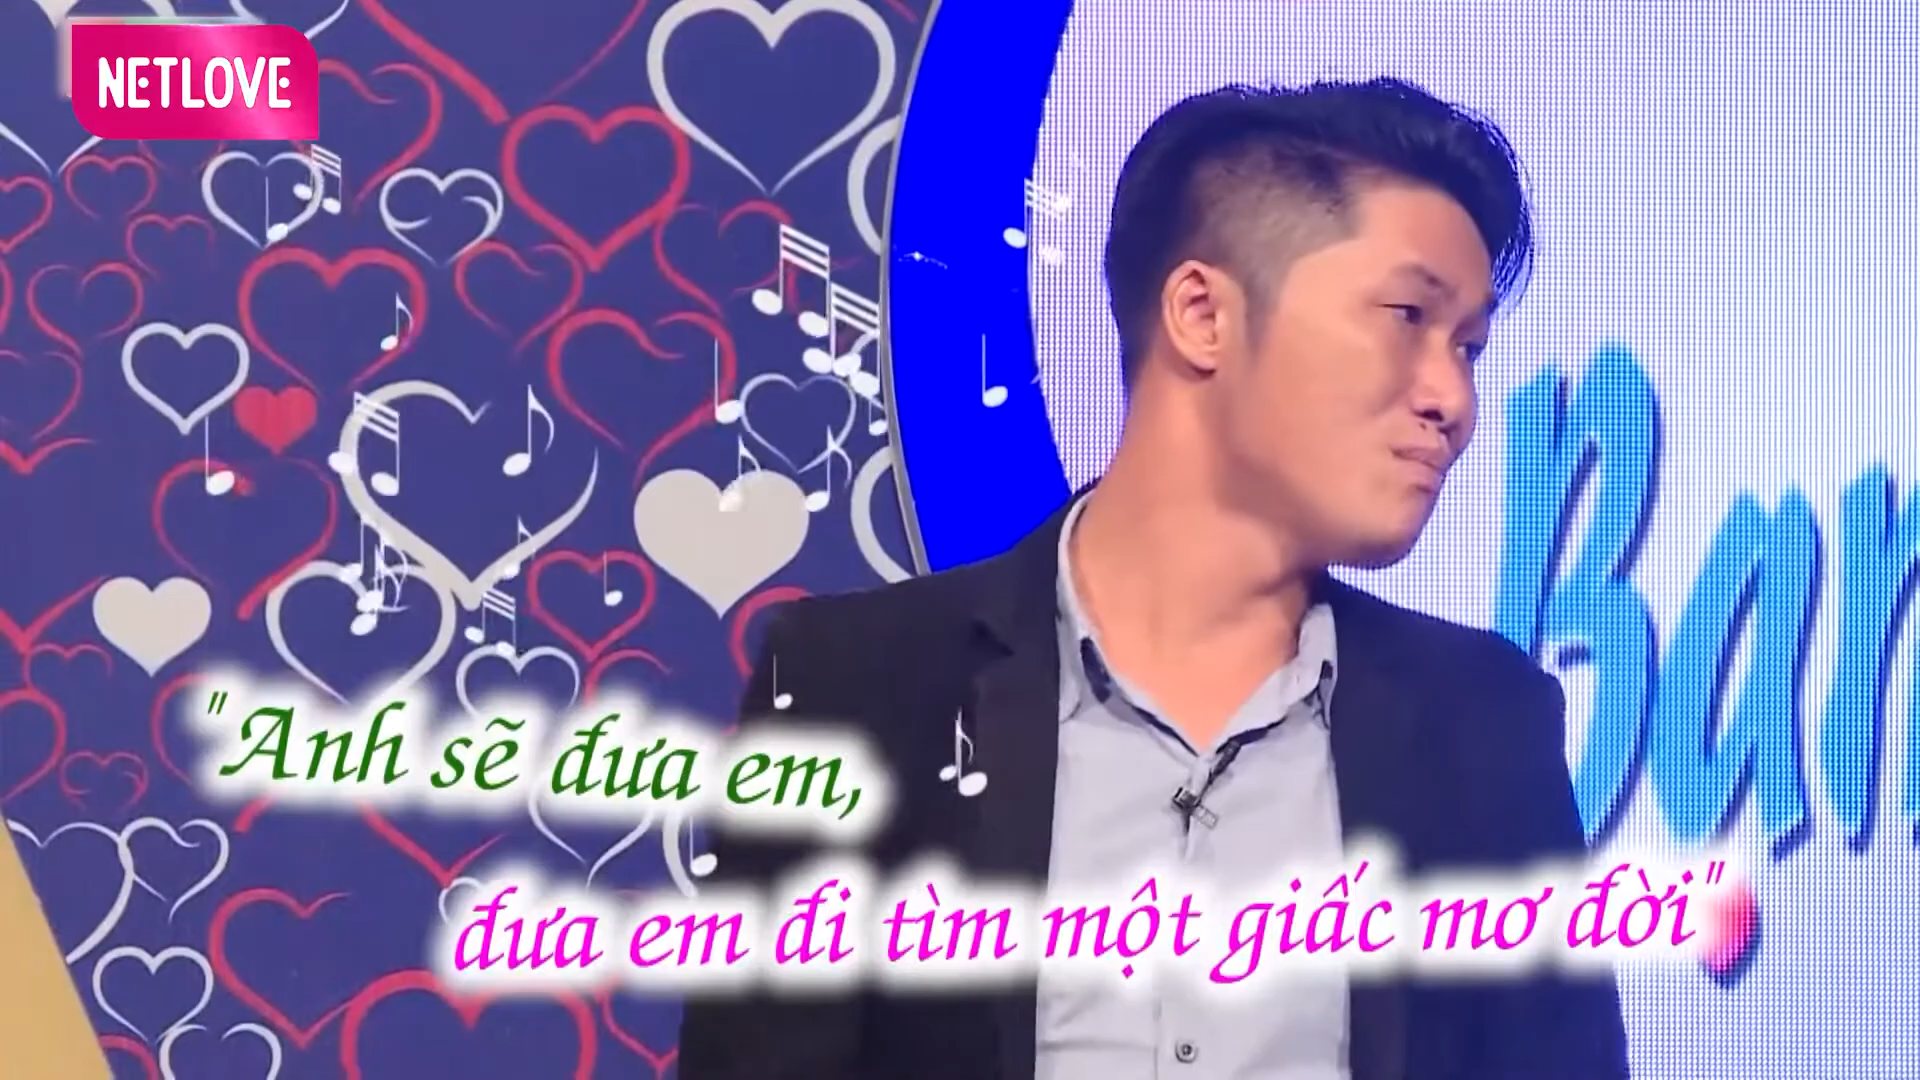 NETLOVE
"Anh sẽ đưa em,
đưa em đi tìm một giấc mơ đời"